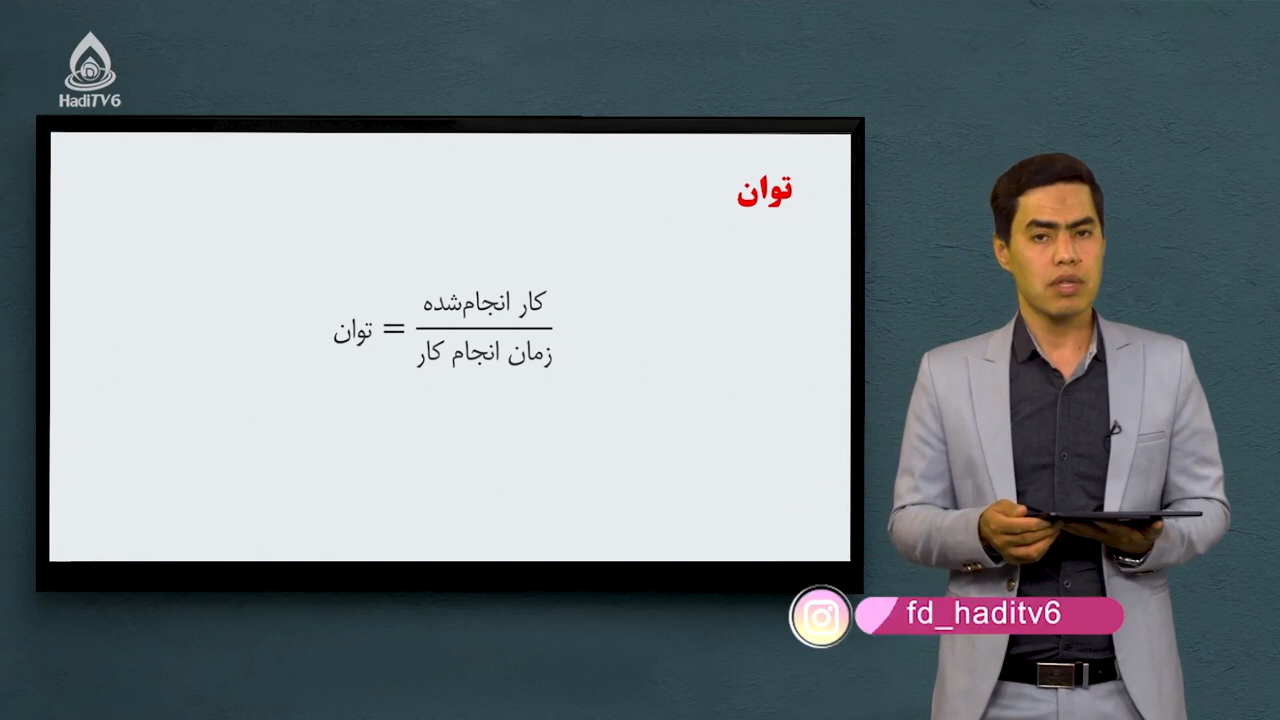 HadiTV6
توان
توان = کار انجام‌شده
زمان انجام کار
fd_haditv6